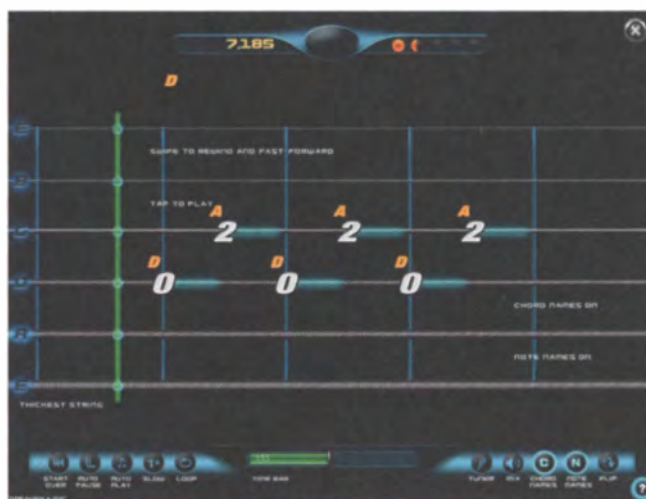 7,185
D
E
B
SWIPE TO REWIND AND FAST-FORWARD
TAP TO PLAY
A A A
G 2 2 2
D D D
D 0 0 0
CHORD NAMES ON
A
NOTE NAMES ON
E
THICKEST STRING
START OVER AUTO PAUSE AUTO PLAY SLOW LOOP TIME BAR TUNER MIX C CHORD NAMES N NOTE NAMES FLIP